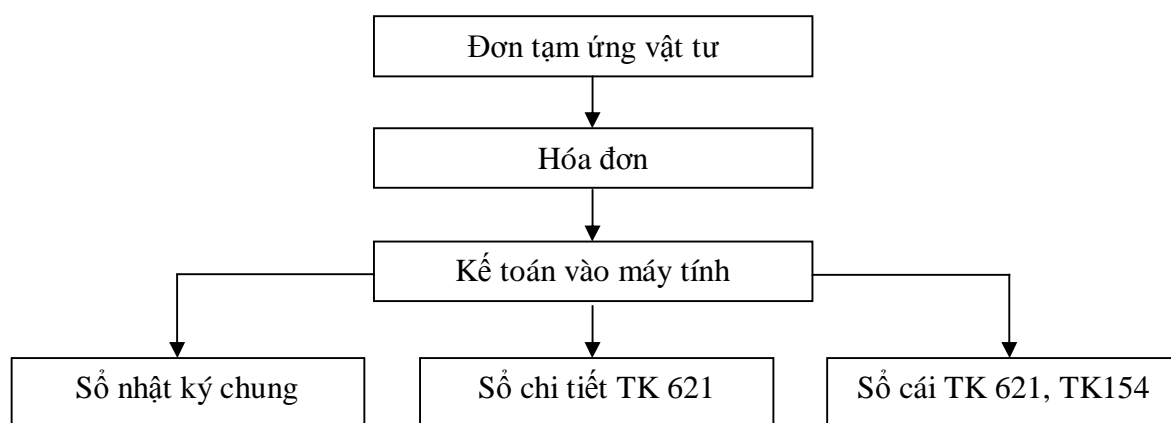 Đơn tạm ứng vật tư
Hóa đơn
Kế toán vào máy tính
Sổ nhật ký chung
Sổ chi tiết TK 621
Sổ cái TK 621, TK154